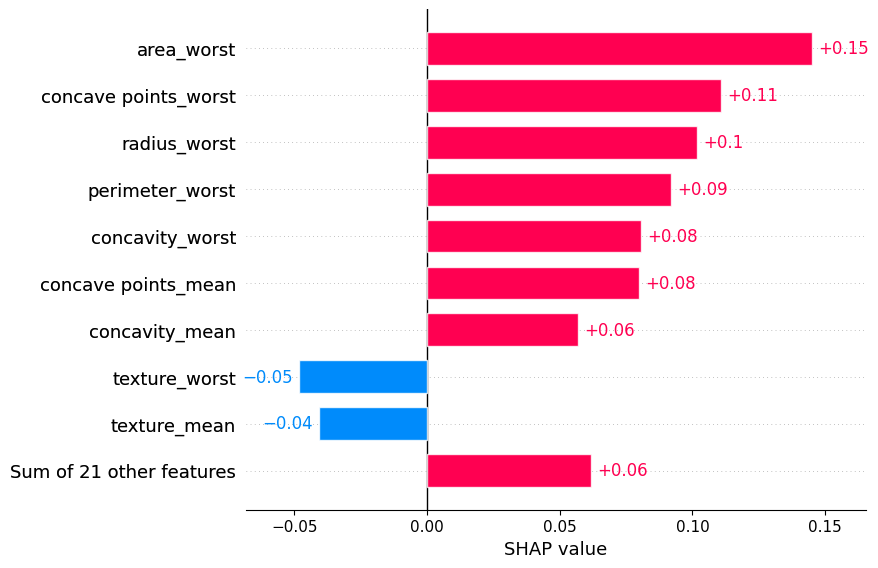 area_worst +0.15
concave points_worst +0.11
radius_worst +0.1
perimeter_worst +0.09
concavity_worst +0.08
concave points_mean +0.08
concavity_mean +0.06
texture_worst −0.05
texture_mean −0.04
Sum of 21 other features +0.06
−0.05 0.00 0.05 0.10 0.15
SHAP value